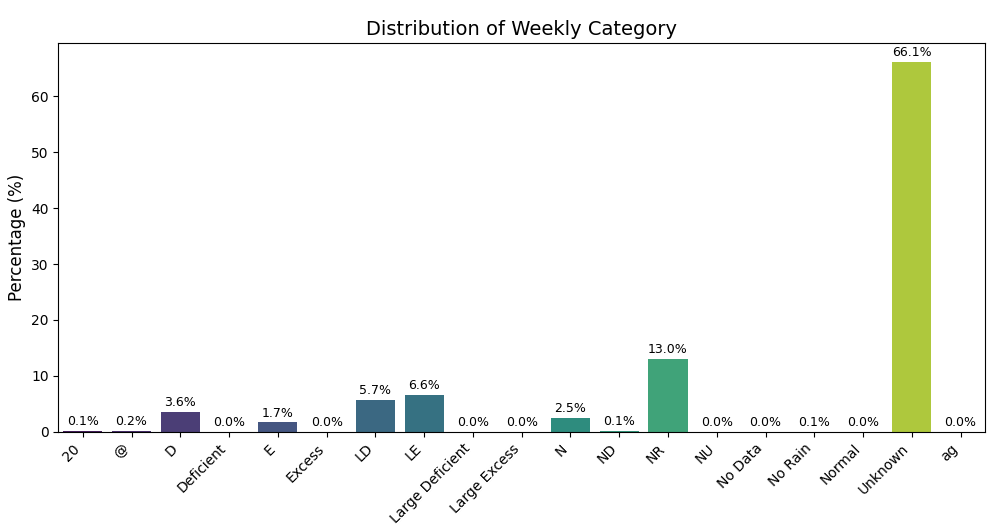 Distribution of Weekly Category
Percentage (%)
60
50
40
30
20
10
0
0.1%
0.2%
3.6%
0.0%
1.7%
0.0%
5.7%
6.6%
0.0%
0.0%
2.5%
0.1%
13.0%
0.0%
0.0%
0.1%
0.0%
66.1%
0.0%
20
@
D
Deficient
E
Excess
LD
LE
Large Deficient
Large Excess
N
ND
NR
NU
No Data
No Rain
Normal
Unknown
ag